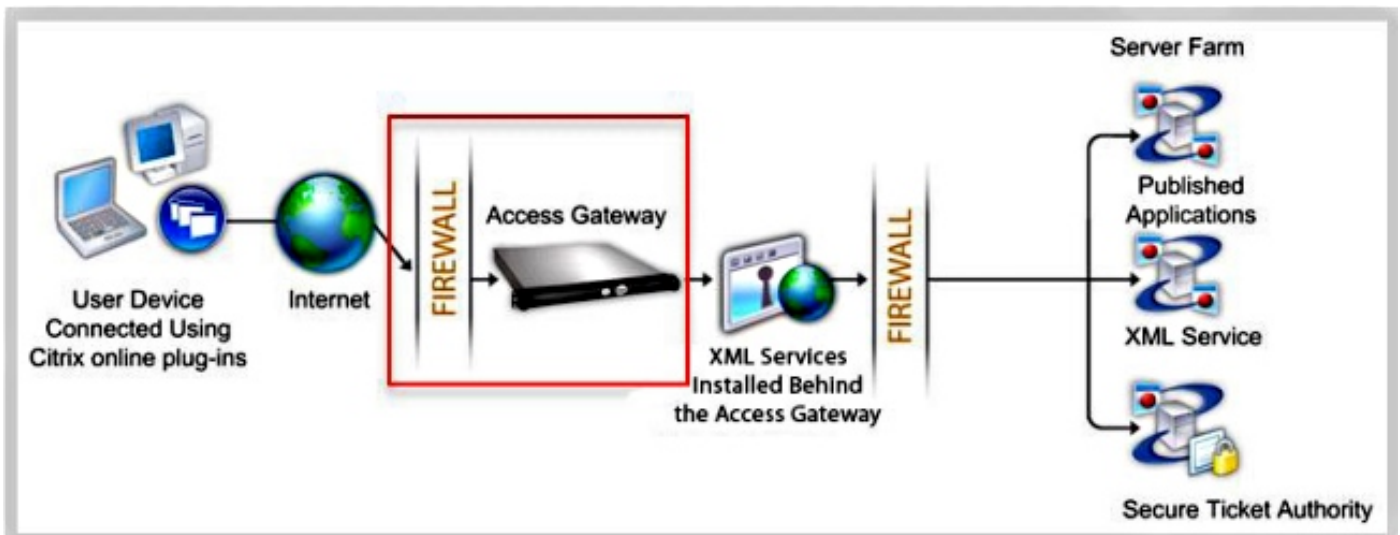 Server Farm
FIREWALL
Access Gateway
FIREWALL
Published
Applications
User Device
Connected Using
Citrix online plug-ins
Internet
XML Services
Installed Behind
the Access Gateway
XML Service
Secure Ticket Authority